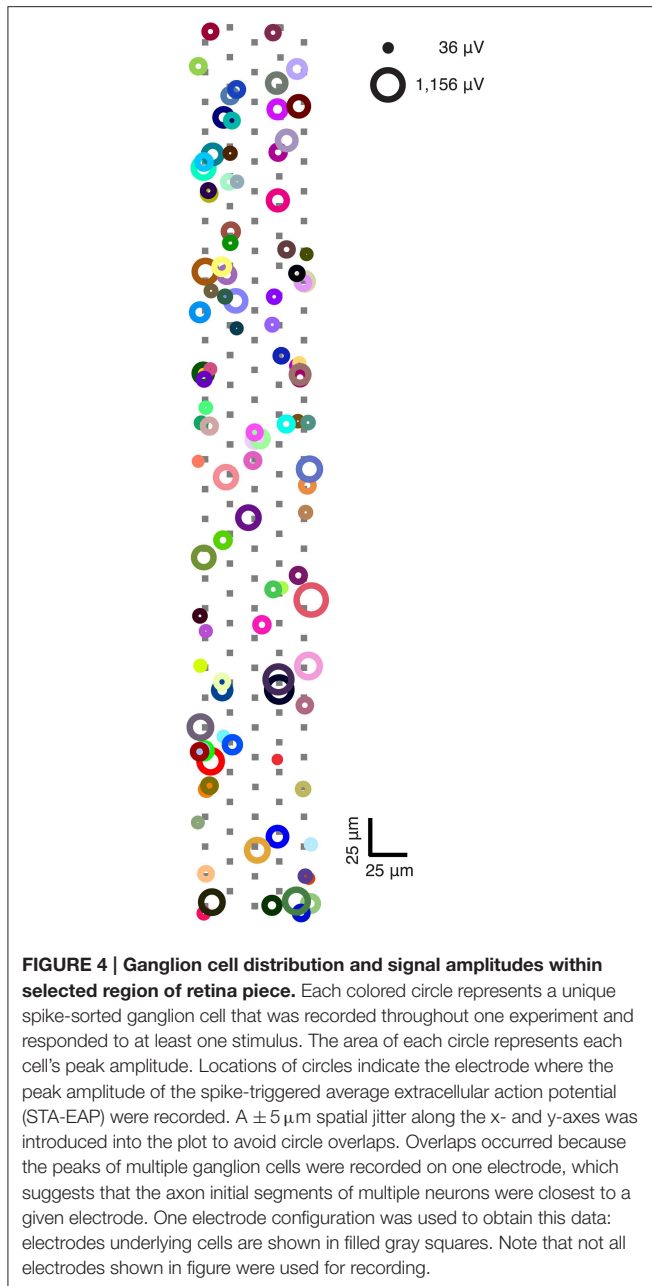 36 µV
1,156 µV
25 µm
25 µm
FIGURE 4 | Ganglion cell distribution and signal amplitudes within
selected region of retina piece. Each colored circle represents a unique
spike-sorted ganglion cell that was recorded throughout one experiment and
responded to at least one stimulus. The area of each circle represents each
cell's peak amplitude. Locations of circles indicate the electrode where the
peak amplitude of the spike-triggered average extracellular action potential
(STA-EAP) were recorded. A ± 5 µm spatial jitter along the x- and y-axes was
introduced into the plot to avoid circle overlaps. Overlaps occurred because
the peaks of multiple ganglion cells were recorded on one electrode, which
suggests that the axon initial segments of multiple neurons were closest to a
given electrode. One electrode configuration was used to obtain this data:
electrodes underlying cells are shown in filled gray squares. Note that not all
electrodes shown in figure were used for recording.